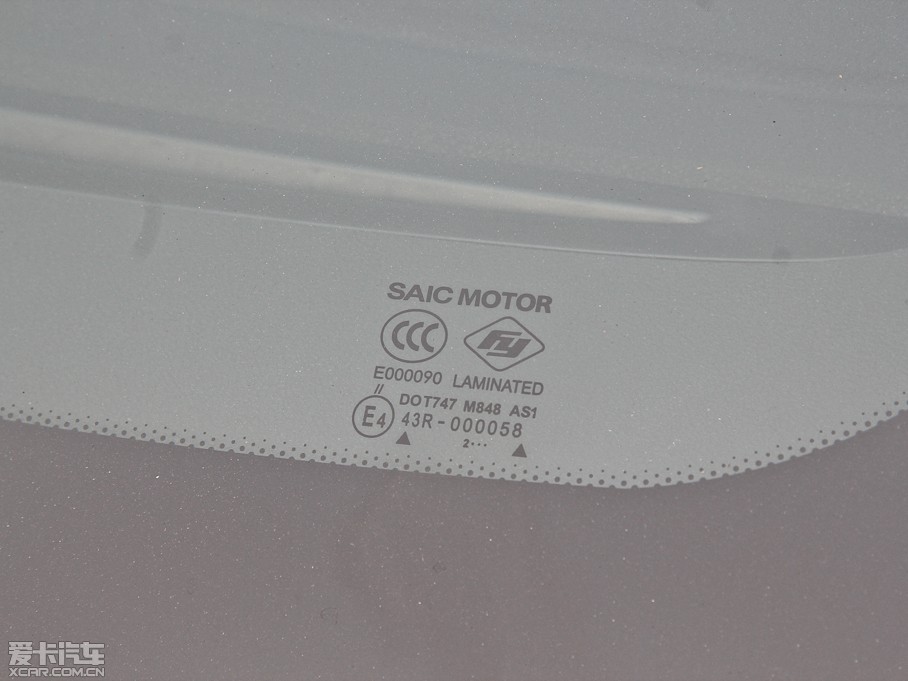 SAIC MOTOR
CCC FY
E000090 LAMINATED
//
DOT747 M848 AS1
E4 43R-000058
2...
爱卡汽车
XCAR.COM.CN